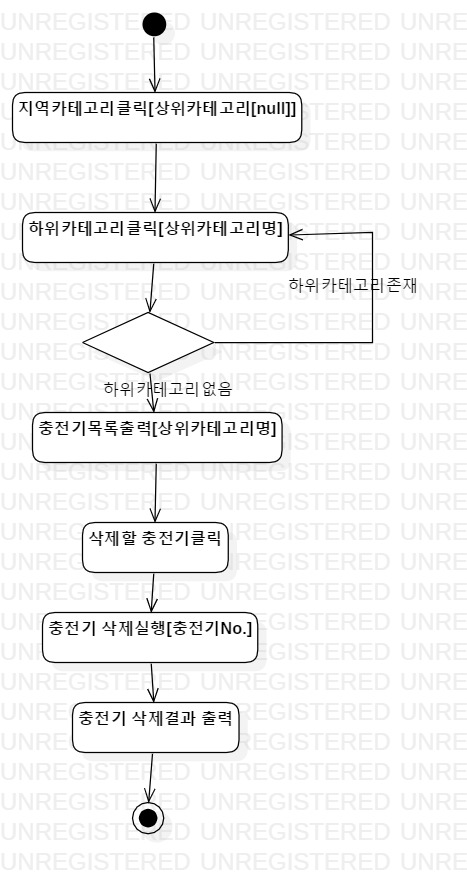 지역카테고리클릭[상위카테고리[null]]
하위카테고리클릭[상위카테고리명]
하위카테고리존재
하위카테고리없음
충전기목록출력[상위카테고리명]
삭제할 충전기클릭
충전기 삭제실행[충전기No.]
충전기 삭제결과 출력
UNREGISTERED